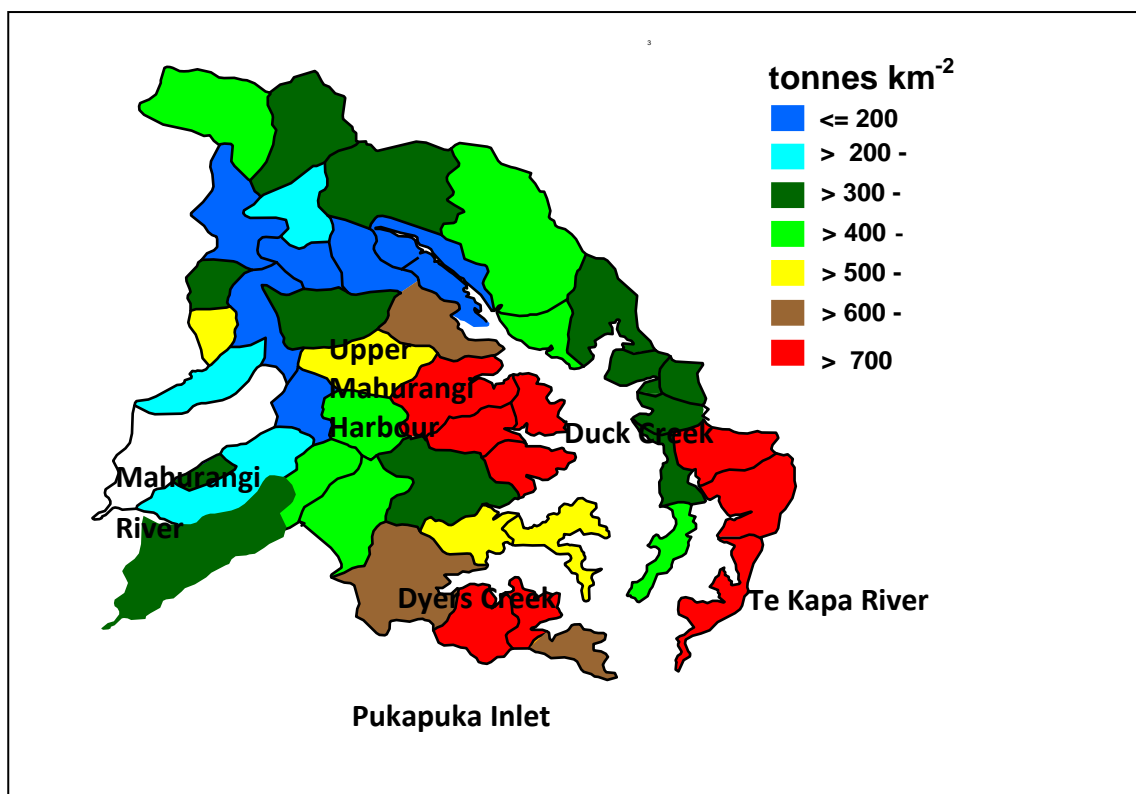 3
tonnes km-2
<= 200
> 200 -
> 300 -
> 400 -
> 500 -
> 600 -
> 700
Upper
Mahurangi
Harbour
Duck Creek
Mahurangi
River
Dyers Creek
Te Kapa River
Pukapuka Inlet